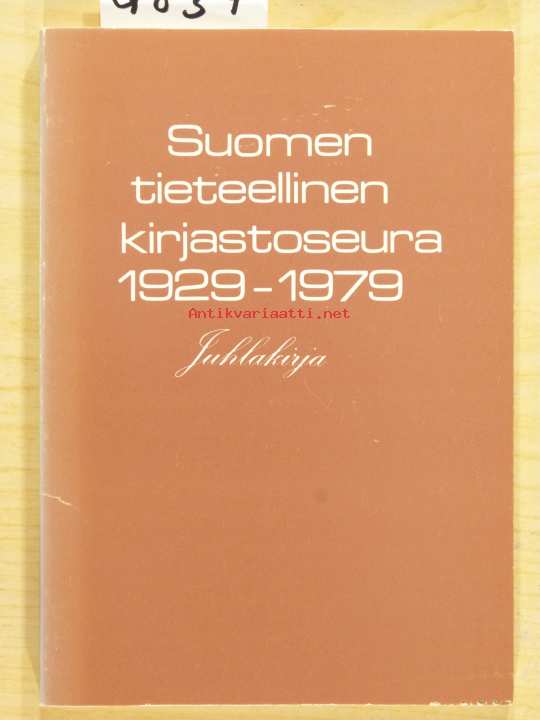 Suomen
tieteellinen
kirjastoseura
1929-1979
Antikvariaatti.net
Juhlakirja